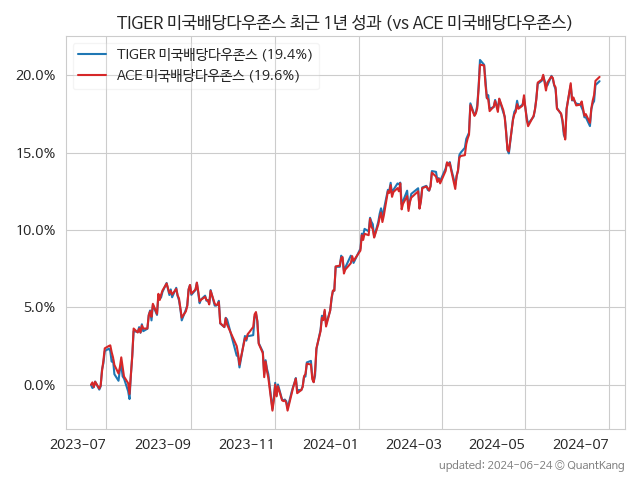 TIGER 미국배당다우존스 최근 1년 성과 (vs ACE 미국배당다우존스)
TIGER 미국배당다우존스 (19.4%)
ACE 미국배당다우존스 (19.6%)
20.0%
15.0%
10.0%
5.0%
0.0%
2023-07 2023-09 2023-11 2024-01 2024-03 2024-05 2024-07
updated: 2024-06-24 © QuantKang